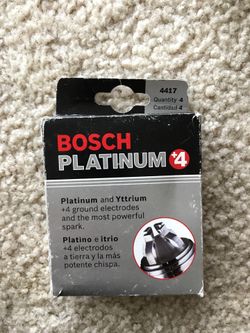 4417
Quantity 4
Cantidad 4
BOSCH
PLATINUM +4
Platinum and Yttrium
+4 ground electrodes
and the most powerful
spark.
Platino e itrio
+4 electrodos
a tierra y la más
potente chispa.